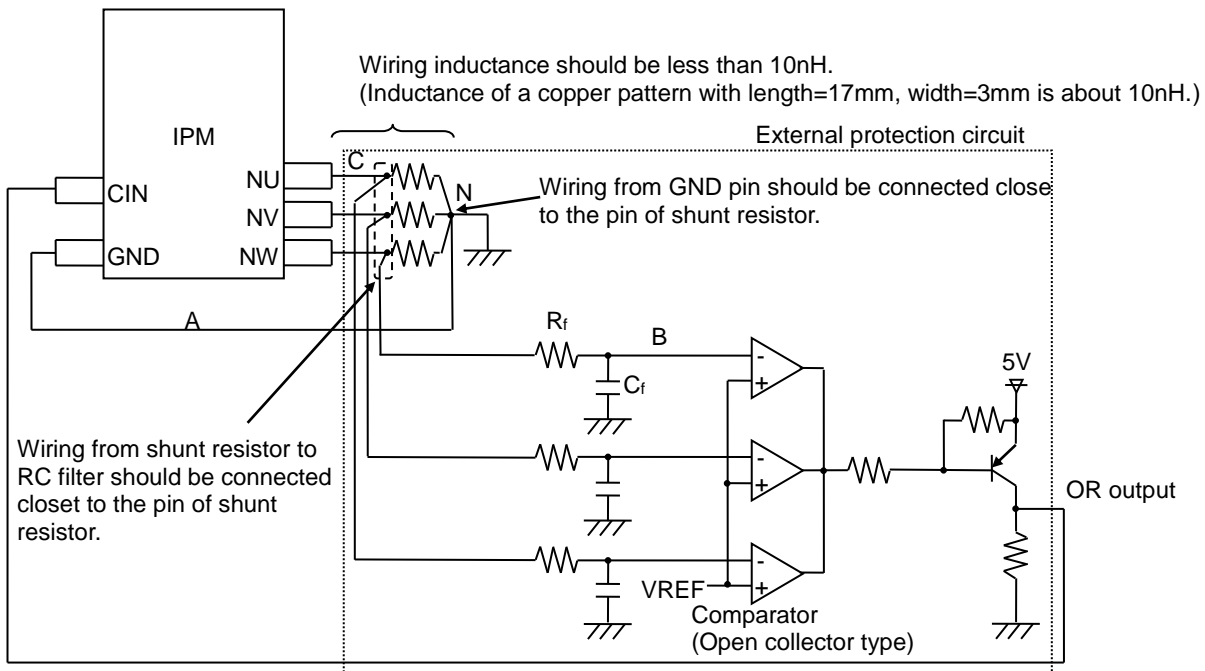 Wiring inductance should be less than 10nH.
(Inductance of a copper pattern with length=17mm, width=3mm is about 10nH.)
External protection circuit
IPM
CIN
GND
NU
NV
NW
C
N
A
Wiring from GND pin should be connected close
to the pin of shunt resistor.
Rf
B
Cf
-
+
-
+
-
+
5V
Wiring from shunt resistor to
RC filter should be connected
closet to the pin of shunt
resistor.
OR output
VREF
Comparator
(Open collector type)